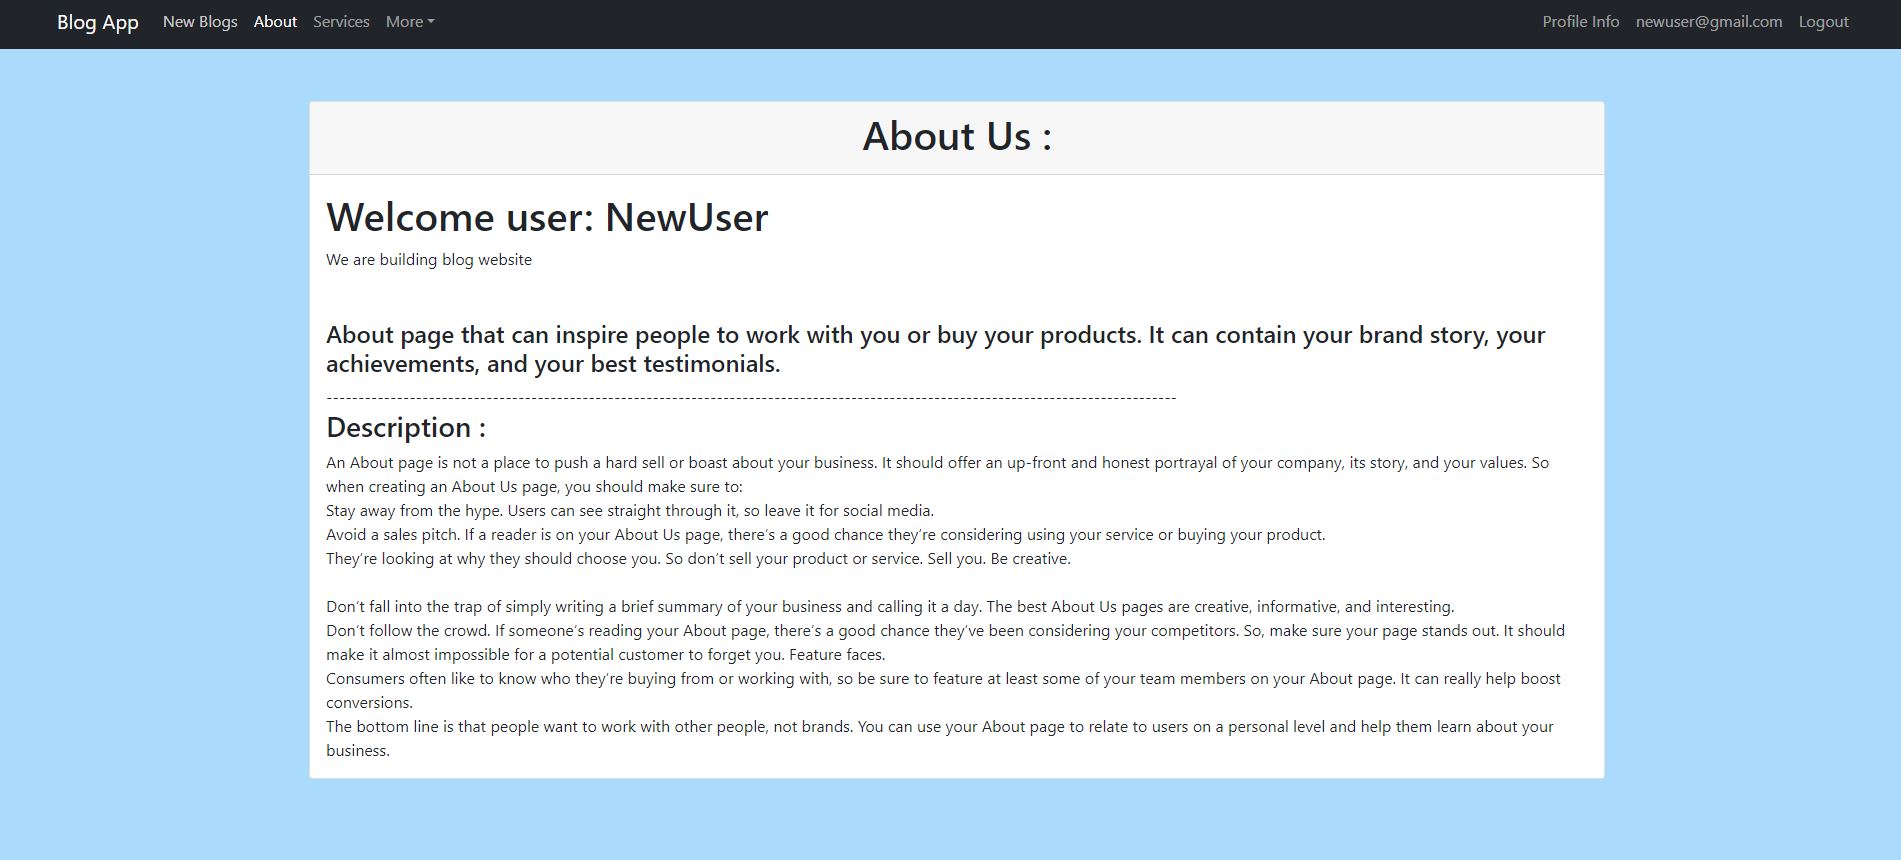 Blog App New Blogs About Services More Profile Info newuser@gmail.com Logout
About Us :
Welcome user: NewUser
We are building blog website
About page that can inspire people to work with you or buy your products. It can contain your brand story, your
achievements, and your best testimonials.
------------------------------------------------------------------------------------------------------------------------------------------
Description :
An About page is not a place to push a hard sell or boast about your business. It should offer an up-front and honest portrayal of your company, its story, and your values. So
when creating an About Us page, you should make sure to:
Stay away from the hype. Users can see straight through it, so leave it for social media.
Avoid a sales pitch. If a reader is on your About Us page, there's a good chance they're considering using your service or buying your product.
They're looking at why they should choose you. So don't sell your product or service. Sell you. Be creative.
Don't fall into the trap of simply writing a brief summary of your business and calling it a day. The best About Us pages are creative, informative, and interesting.
Don't follow the crowd. If someone's reading your About page, there's a good chance they've been considering your competitors. So, make sure your page stands out. It should
make it almost impossible for a potential customer to forget you. Feature faces.
Consumers often like to know who they're buying from or working with, so be sure to feature at least some of your team members on your About page. It can really help boost
conversions.
The bottom line is that people want to work with other people, not brands. You can use your About page to relate to users on a personal level and help them learn about your
business.